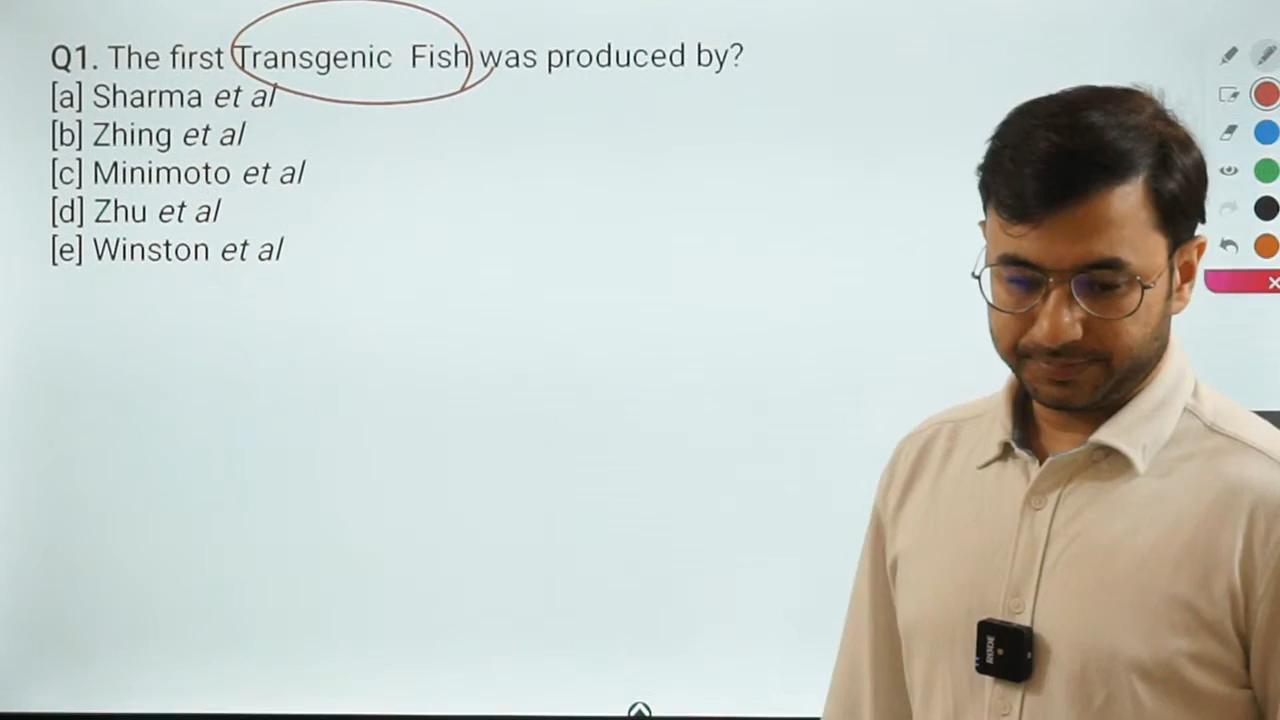 Q1. The first Transgenic Fish was produced by?
[a] Sharma et al
[b] Zhing et al
[c] Minimoto et al
[d] Zhu et al
[e] Winston et al
RODE